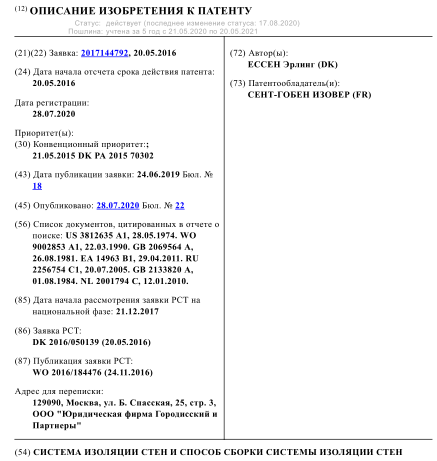 (12) ОПИСАНИЕ ИЗОБРЕТЕНИЯ К ПАТЕНТУ
Статус: действует (последнее изменение статуса: 17.08.2020)
Пошлина: учтена за 5 год с 21.05.2020 по 20.05.2021
(21)(22) Заявка: 2017144792, 20.05.2016
(24) Дата начала отсчета срока действия патента:
20.05.2016
Дата регистрации:
28.07.2020
Приоритет(ы):
(30) Конвенционный приоритет:;
21.05.2015 DK PA 2015 70302
(43) Дата публикации заявки: 24.06.2019 Бюл. №
18
(45) Опубликовано: 28.07.2020 Бюл. № 22
(56) Список документов, цитированных в отчете о
поиске: US 3812635 A1, 28.05.1974. WO
9002853 A1, 22.03.1990. GB 2069564 A,
26.08.1981. EA 14963 B1, 29.04.2011. RU
2256754 C1, 20.07.2005. GB 2133820 A,
01.08.1984. NL 2001794 C, 12.01.2010.
(85) Дата начала рассмотрения заявки PCT на
национальной фазе: 21.12.2017
(86) Заявка PCT:
DK 2016/050139 (20.05.2016)
(87) Публикация заявки PCT:
WO 2016/184476 (24.11.2016)
Адрес для переписки:
129090, Москва, ул. Б. Спасская, 25, стр. 3,
ООО "Юридическая фирма Городисский и
Партнеры"
(72) Автор(ы):
ЕССЕН Эрлинг (DK)
(73) Патентообладатель(и):
СЕНТ-ГОБЕН ИЗОВЕР (FR)
(54) СИСТЕМА ИЗОЛЯЦИИ СТЕН И СПОСОБ СБОРКИ СИСТЕМЫ ИЗОЛЯЦИИ СТЕН